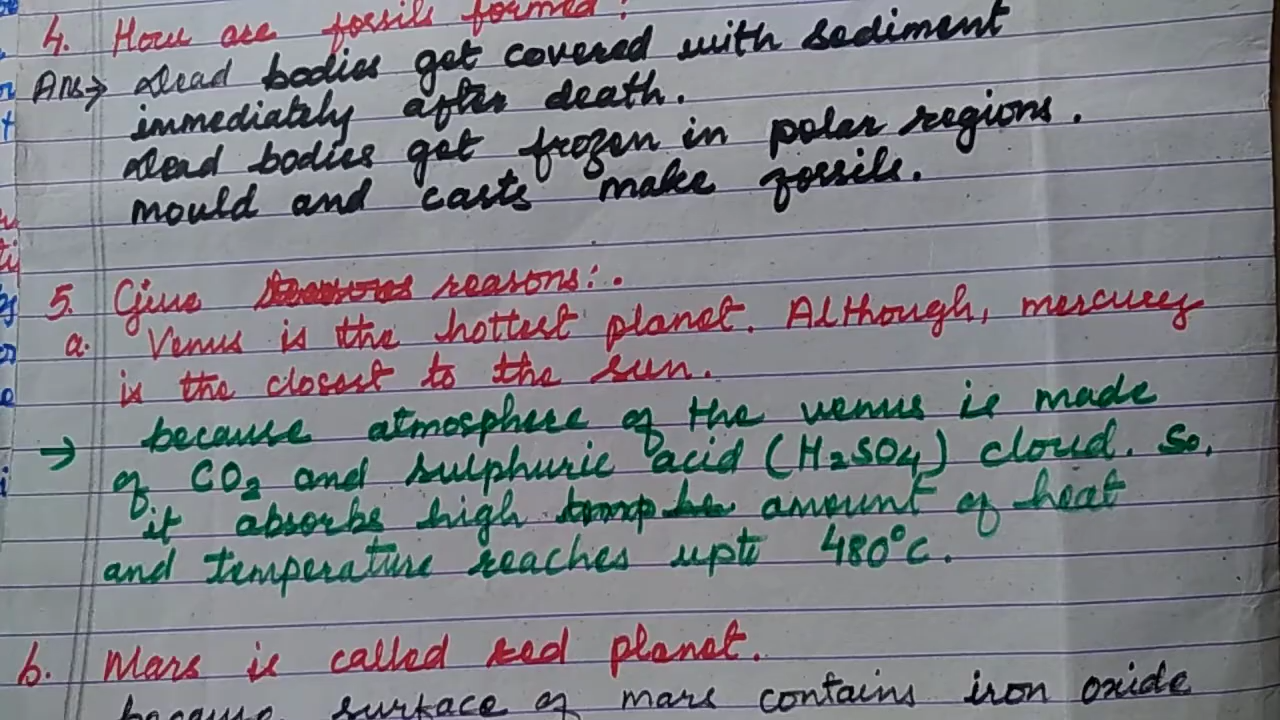 4. How are fossils formed?
Ans→ Dead bodies get covered with sediment
immediately after death.
Dead bodies get frozen in polar regions.
mould and casts make fossils.
5. Give reasons:.
a. Venus is the hottest planet. Although, mercurey
is the closest to the sun.
→ because atmosphere of the venus is made
of CO2 and sulphuric acid (H2SO4) cloud. So,
it absorbs high amount of heat
and temperature reaches upto 480°c.
b. Mars is called red planet.
because surface of mars contains iron oxide